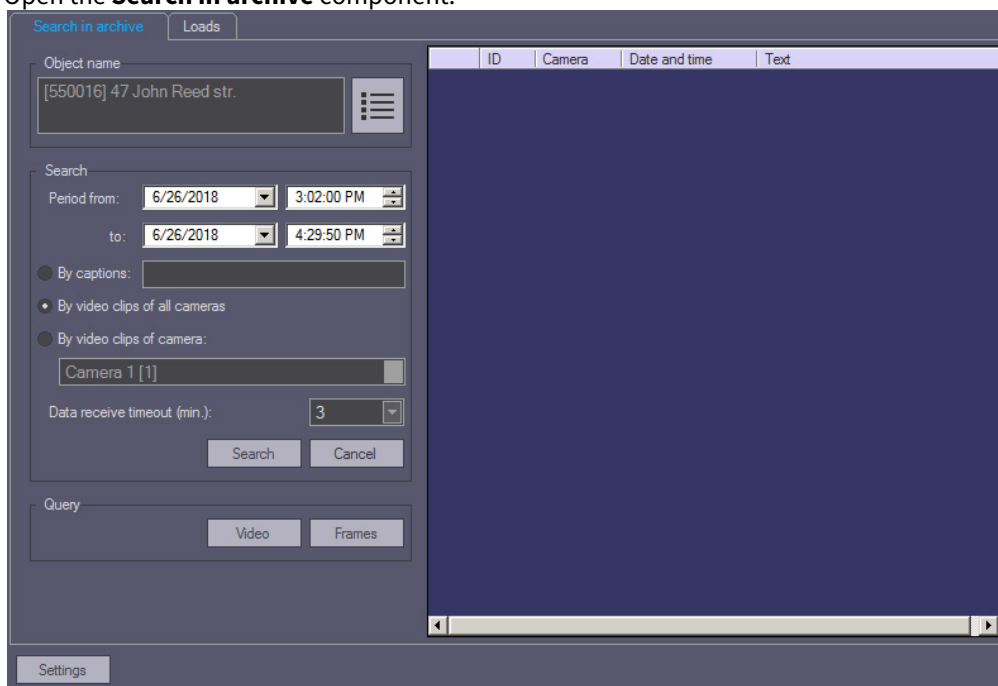 Open the Search in archive component.
Search in archive Loads
Object name
[550016] 47 John Reed str.
ID Camera Date and time Text
Search
Period from: 6/26/2018 3:02:00 PM
to: 6/26/2018 4:29:50 PM
By captions:
By video clips of all cameras
By video clips of camera:
Camera 1 [1]
Data receive timeout (min.): 3
Search Cancel
Query
Video Frames
Settings